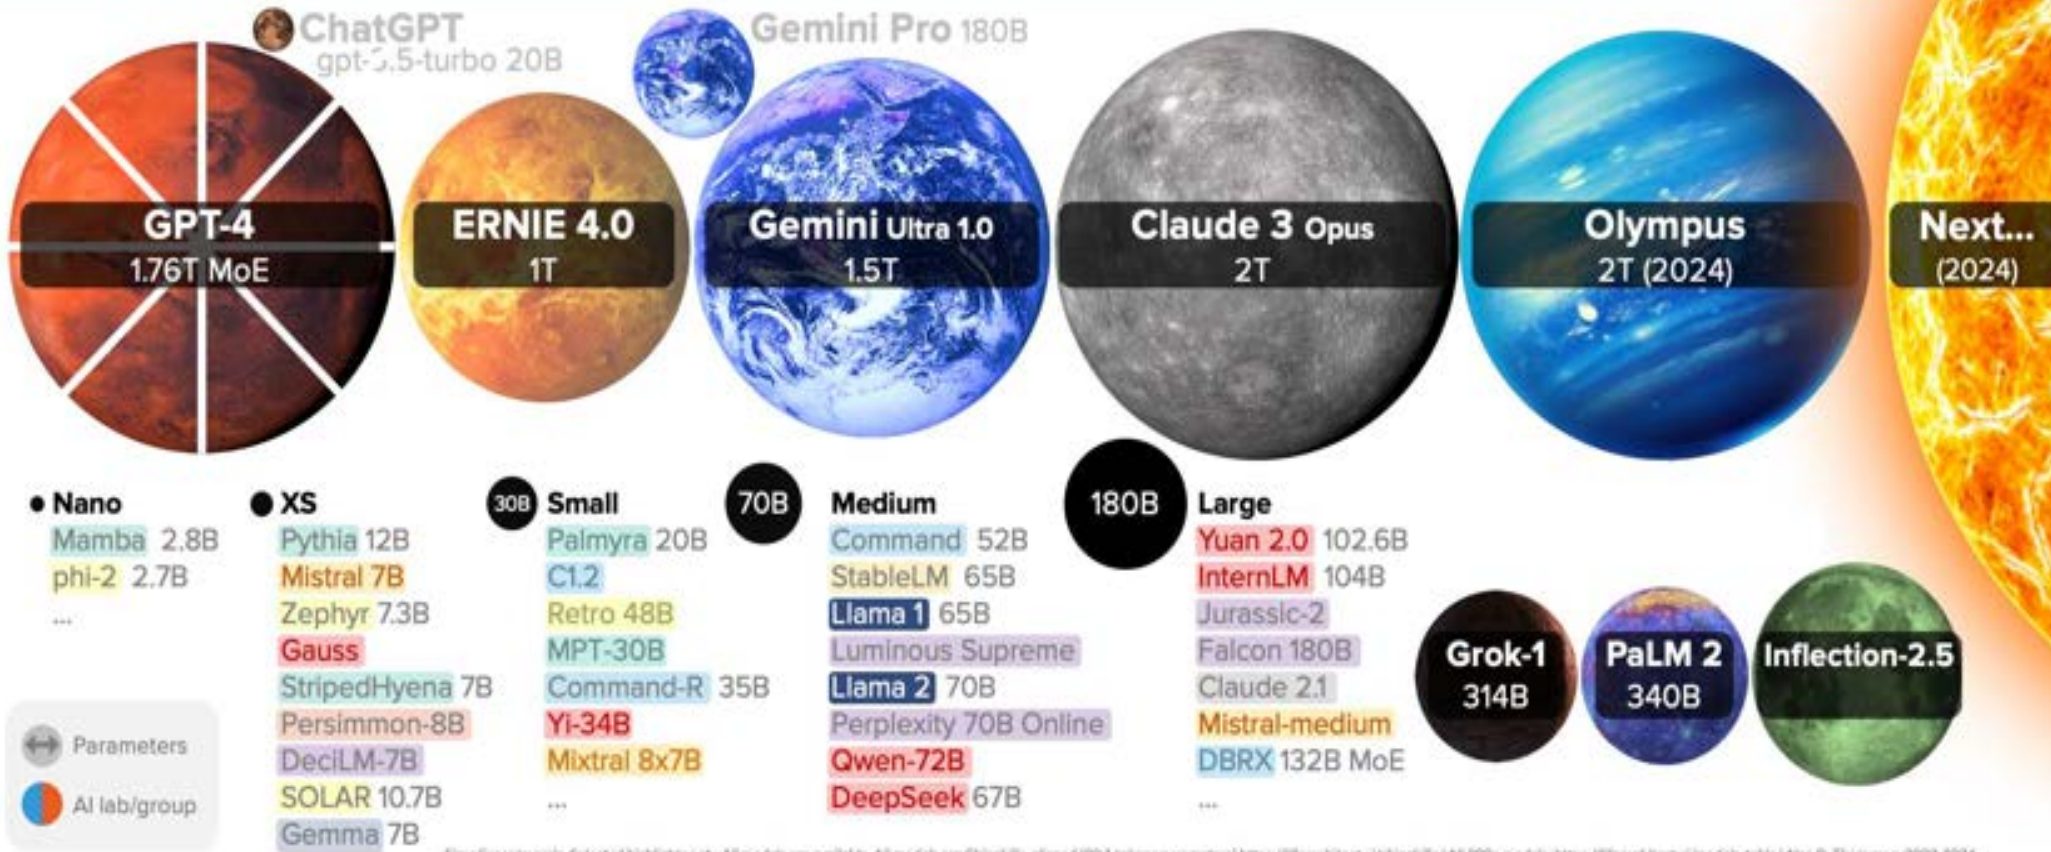 ChatGPT
gpt-3.5-turbo 20B
Gemini Pro 180B
GPT-4
1.76T MoE
ERNIE 4.0
1T
Gemini Ultra 1.0
1.5T
Claude 3 Opus
2T
Olympus
2T (2024)
Next...
(2024)
Nano
Mamba 2.8B
phi-2 2.7B
...
XS
Pythia 12B
Mistral 7B
Zephyr 7.3B
Gauss
StripedHyena 7B
Persimmon-8B
DeciLM-7B
SOLAR 10.7B
Gemma 7B
30B
Small
Palmyra 20B
C1.2
Retro 48B
MPT-30B
Command-R 35B
Yi-34B
Mixtral 8x7B
...
70B
Medium
Command 52B
StableLM 65B
Llama 1 65B
Luminous Supreme
Llama 2 70B
Perplexity 70B Online
Qwen-72B
DeepSeek 67B
180B
Large
Yuan 2.0 102.6B
InternLM 104B
Jurassic-2
Falcon 180B
Claude 2.1
Mistral-medium
DBRX 132B MoE
...
Grok-1
314B
PaLM 2
340B
Inflection-2.5
Parameters
AI lab/group